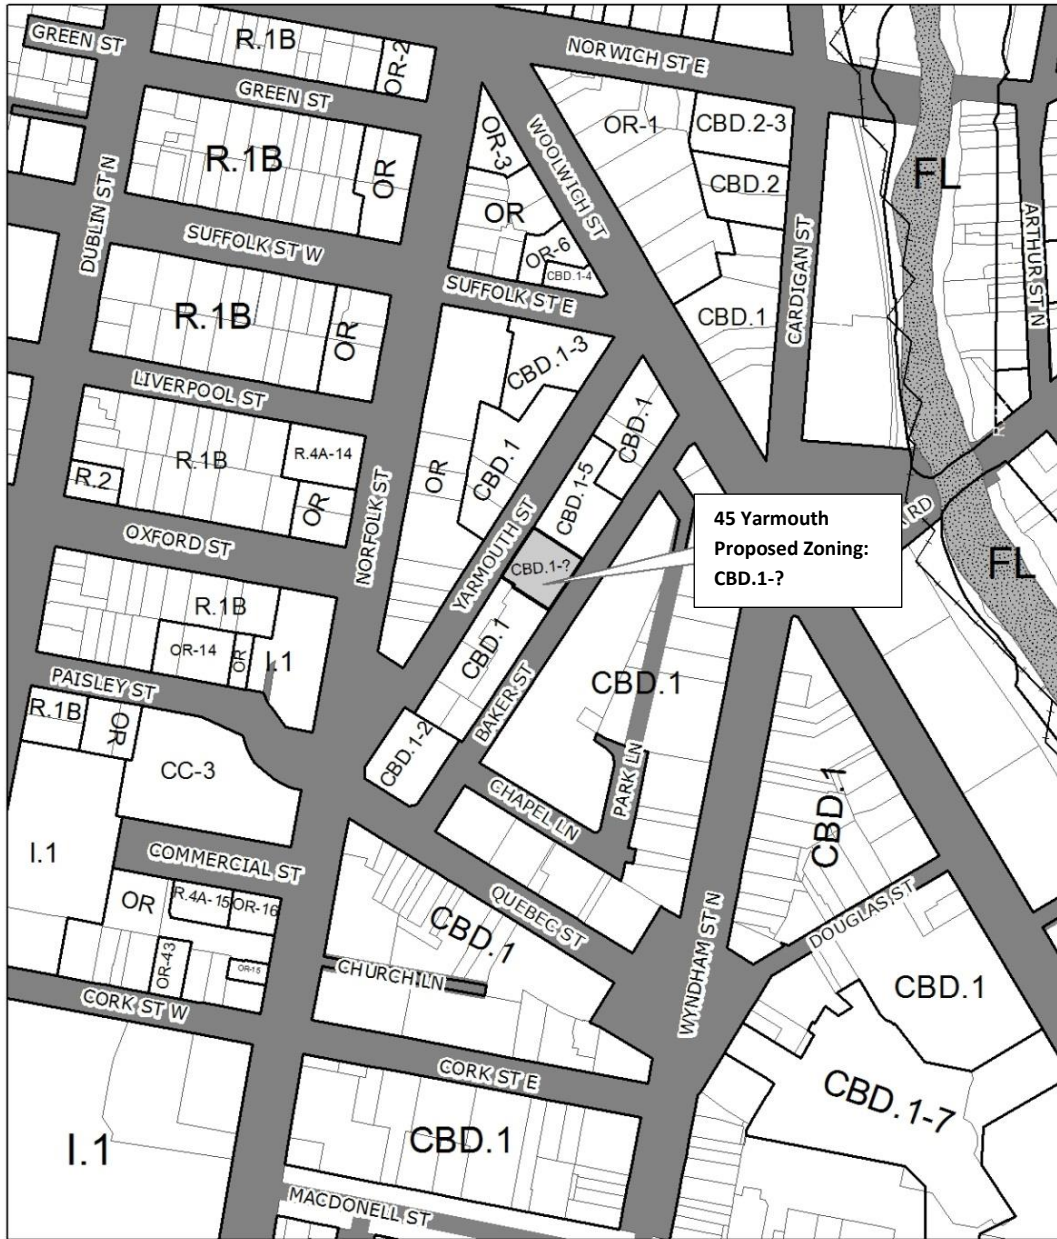 GREEN ST
R.1B
OR-2
NORWICH ST E
GREEN ST
R.1B
OR
OR-3
WOOLWICH ST
OR-1
CBD.2-3
CBD.2
FL
ARTHUR ST N
DUBLIN ST N
SUFFOLK ST W
OR
OR-6
CBD.1-4
SUFFOLK ST E
CBD.1
CARDIGAN ST
R.1B
OR
CBD.1-3
LIVERPOOL ST
R.1B
R.4A-14
R.2
OR
OR
CBD.1
CBD.1
CBD.1-5
NORFOLK ST
YARMOUTH ST
OXFORD ST
45 Yarmouth
Proposed Zoning:
CBD.1-?
RD
FL
CBD.1-?
R.1B
OR-14
OR
I.1
CBD.1
BAKER ST
CBD.1
PAISLEY ST
R.1B
OR
CC-3
CBD.1-2
PARK LN
CHAPEL LN
CBD.1
I.1
COMMERCIAL ST
OR
R.4A-15
OR-16
OR-43
OR-15
CBD.1
QUEBEC ST
WYNDHAM ST N
DOUGLAS ST
CHURCH LN
CBD.1
CORK ST W
CORK ST E
CBD.1-7
I.1
CBD.1
MACDONELL ST